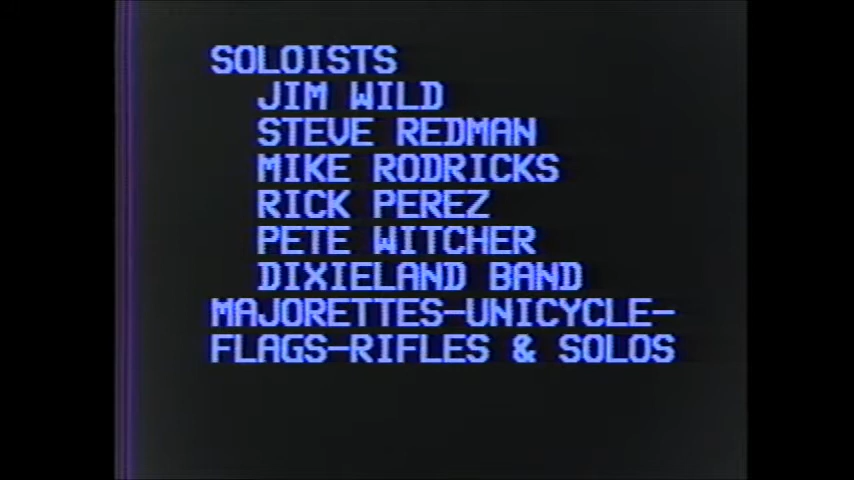 SOLOISTS
JIM WILD
STEVE REDMAN
MIKE RODRICKS
RICK PEREZ
PETE WITCHER
DIXIELAND BAND
MAJORETTES-UNICYCLE-
FLAGS-RIFLES & SOLOS